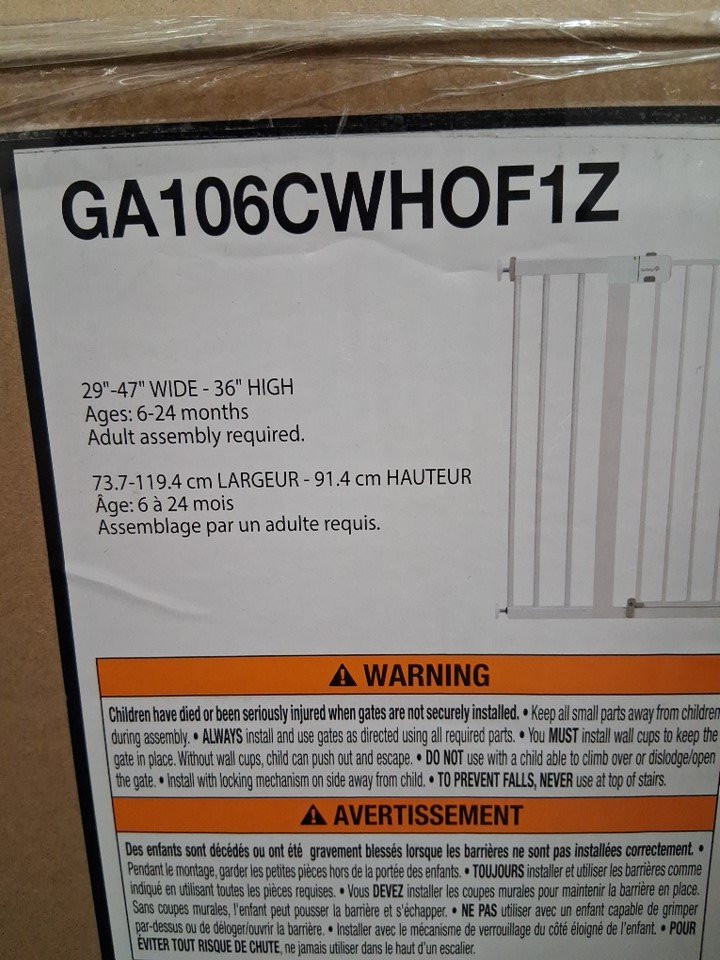 GA106CWHOF1Z
29"-47" WIDE - 36" HIGH
Ages: 6-24 months
Adult assembly required.
73.7-119.4 cm LARGEUR - 91.4 cm HAUTEUR
Âge: 6 à 24 mois
Assemblage par un adulte requis.
WARNING
Children have died or been seriously injured when gates are not securely installed. • Keep all small parts away from children
during assembly. • ALWAYS install and use gates as directed using all required parts. • You MUST install wall cups to keep the
gate in place. Without wall cups, child can push out and escape. • DO NOT use with a child able to climb over or dislodge/open
the gate. • Install with locking mechanism on side away from child. • TO PREVENT FALLS, NEVER use at top of stairs.
AVERTISSEMENT
Des enfants sont décédés ou ont été gravement blessés lorsque les barrières ne sont pas installées correctement. •
Pendant le montage, garder les petites pièces hors de la portée des enfants. • TOUJOURS installer et utiliser les barrières comme
indiqué en utilisant toutes les pièces requises. • Vous DEVEZ installer les coupes murales pour maintenir la barrière en place.
Sans coupes murales, l'enfant peut pousser la barrière et s'échapper. • NE PAS utiliser avec un enfant capable de grimper
par-dessus ou de déloger/ouvrir la barrière. • Installer avec le mécanisme de verrouillage du côté éloigné de l'enfant. • POUR
ÉVITER TOUT RISQUE DE CHUTE, ne jamais utiliser dans le haut d'un escalier.